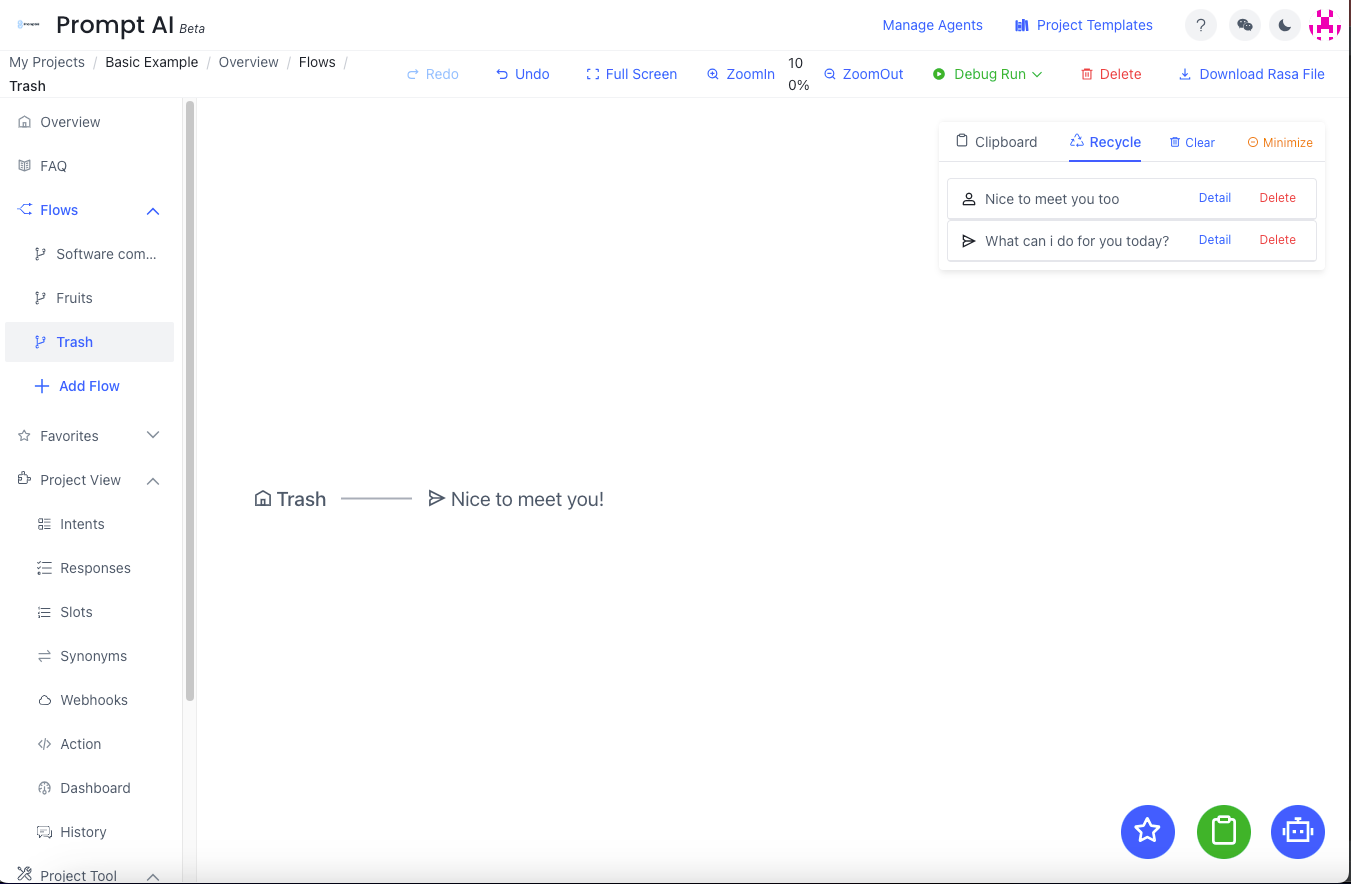 Prompt AI Beta
Manage Agents
Project Templates
?
My Projects / Basic Example / Overview / Flows /
Trash
Redo
Undo
Full Screen
ZoomIn
10
0%
ZoomOut
Debug Run
Delete
Download Rasa File
Overview
FAQ
Flows
Software com...
Fruits
Trash
Add Flow
Favorites
Project View
Intents
Responses
Slots
Synonyms
Webhooks
Action
Dashboard
History
Project Tool
Clipboard
Recycle
Clear
Minimize
Nice to meet you too Detail Delete
What can i do for you today? Detail Delete
Trash
Nice to meet you!